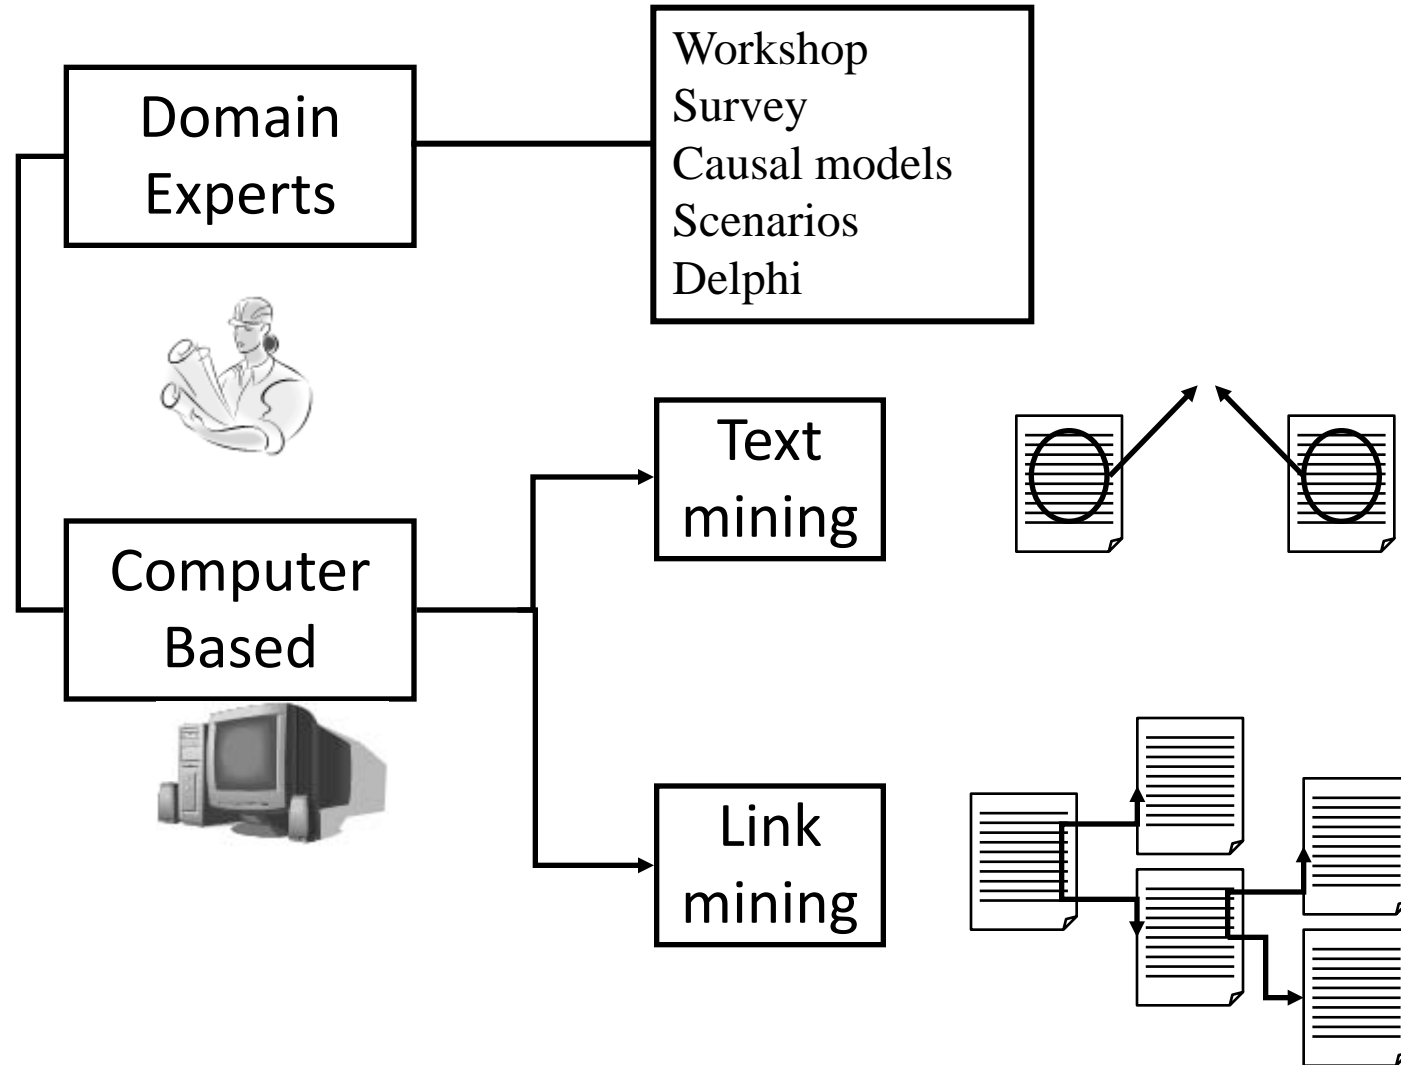 Domain
Experts
Workshop
Survey
Causal models
Scenarios
Delphi
Computer
Based
Text
mining
Link
mining